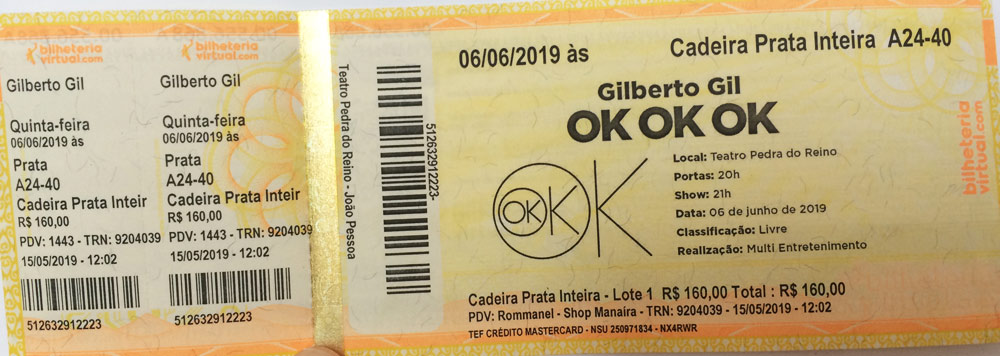 bilheteria
virtual.com
Gilberto Gil
Quinta-feira
06/06/2019 às
Prata
A24-40
Cadeira Prata Inteir
R$ 160,00
PDV: 1443 - TRN: 9204039
15/05/2019 - 12:02
512632912223
bilheteria
virtual.com
Gilberto Gil
Quinta-feira
06/06/2019 às
Prata
A24-40
Cadeira Prata Inteir
R$ 160,00
PDV: 1443 - TRN: 9204039
15/05/2019 - 12:02
512632912223
Teatro Pedra do Reino - João Pessoa
512632912223-
06/06/2019 às
Cadeira Prata Inteira A24-40
Gilberto Gil
OK OK OK
OK K K
Local: Teatro Pedra do Reino
Portas: 20h
Show: 21h
Data: 06 de junho de 2019
Classificação: Livre
Realização: Multi Entretenimento
Cadeira Prata Inteira - Lote 1 R$ 160,00 Total : R$ 160,00
PDV: Rommanel - Shop Manaíra - TRN: 9204039 - 15/05/2019 - 12:02
TEF CRÉDITO MASTERCARD - NSU 250971834 - NX4RWR
bilheteria
virtual.com